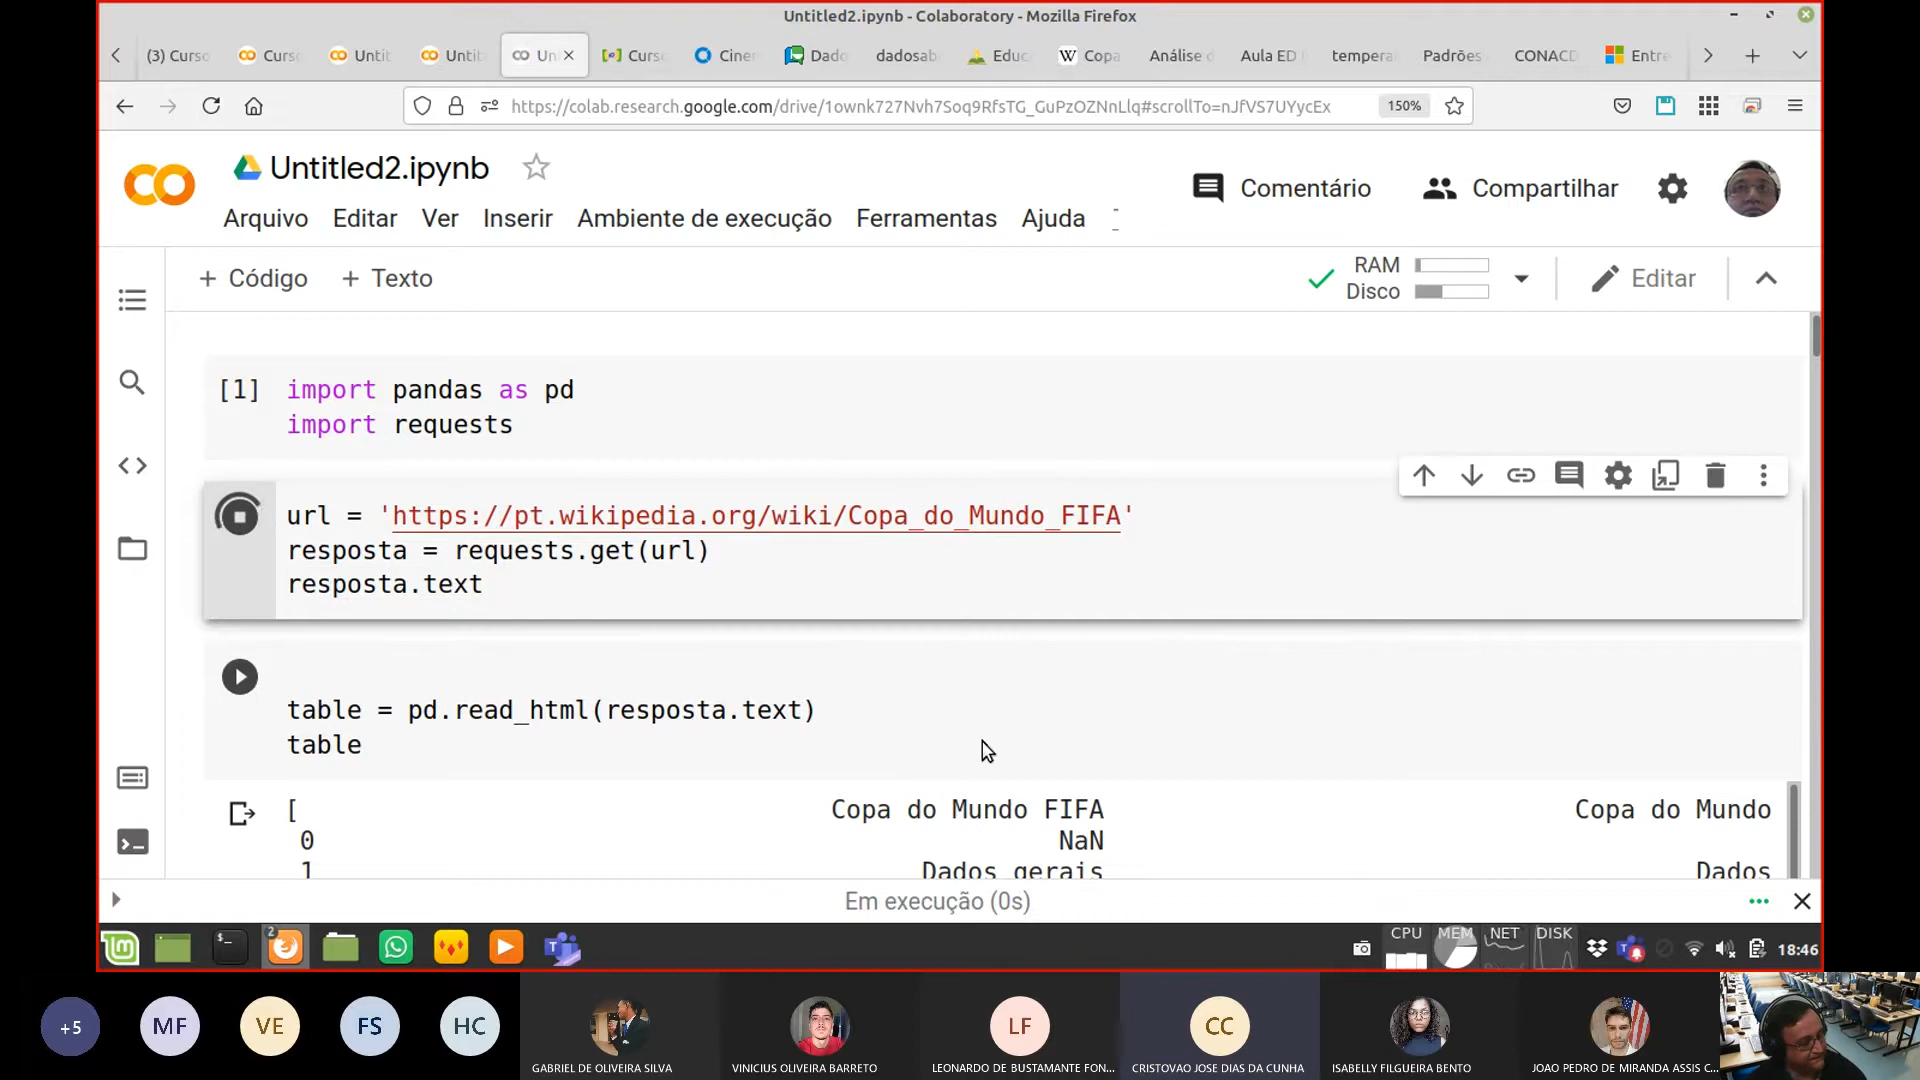 Untitled2.ipynb - Colaboratory - Mozilla Firefox
(3) Curso
Curso
Untit
Untit
Un
Curso
Cine
Dado
dadosab
Educ
Copa
Análise d
Aula ED
tempera
Padrões
CONACD
Entre
https://colab.research.google.com/drive/1ownk727Nvh7Soq9RfsTG_GuPzOZNnLlq#scrollTo=nJfVS7UYycEx
150%
Untitled2.ipynb
Comentário
Compartilhar
Arquivo Editar Ver Inserir Ambiente de execução Ferramentas Ajuda
+ Código + Texto
RAM
Disco
Editar
[1] import pandas as pd
import requests
url = 'https://pt.wikipedia.org/wiki/Copa_do_Mundo_FIFA'
resposta = requests.get(url)
resposta.text
table = pd.read_html(resposta.text)
table
[ Copa do Mundo FIFA Copa do Mundo
0 NaN
1 Dados gerais Dados
Em execução (0s)
CPU MEM NET DISK
2
18:46
+5
MF
VE
FS
HC
LF
CC
GABRIEL DE OLIVEIRA SILVA
VINICIUS OLIVEIRA BARRETO
LEONARDO DE BUSTAMANTE FON...
CRISTOVAO JOSE DIAS DA CUNHA
ISABELLY FILGUEIRA BENTO
JOAO PEDRO DE MIRANDA ASSIS C...